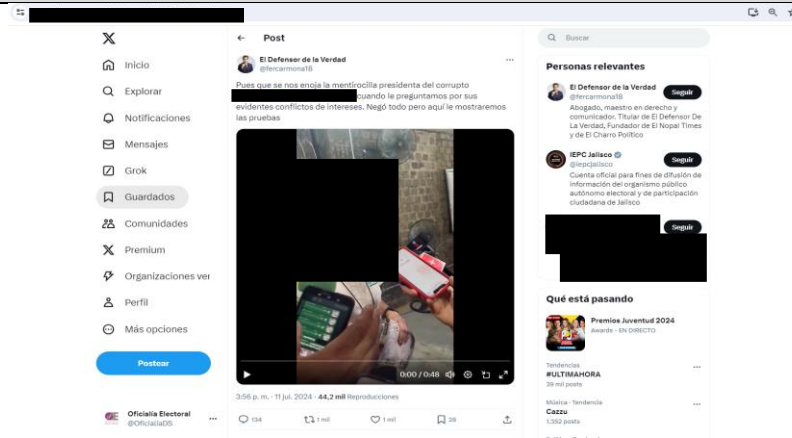 Post
El Defensor de la Verdad
@fercarmona18
Pues que se nos enoja la mentirocilla presidenta del corrupto
cuando le preguntamos por sus
evidentes conflictos de intereses. Negó todo pero aquí le mostraremos
las pruebas
0:00 / 0:48
3:56 p. m. · 11 jul. 2024 · 44,2 mil Reproducciones
134
1 mil
1 mil
28
Inicio
Explorar
Notificaciones
Mensajes
Grok
Guardados
Comunidades
Premium
Organizaciones ver
Perfil
Más opciones
Postear
Oficialía Electoral
@OficialiaDS
Buscar
Personas relevantes
El Defensor de la Verdad
@fercarmona18
Seguir
Abogado, maestro en derecho y
comunicador. Titular de El Defensor De
La Verdad, Fundador de El Nopal Times
y de El Charro Político
IEPC Jalisco
@iepcjalisco
Seguir
Cuenta oficial para fines de difusión de
información del organismo público
autónomo electoral y de participación
ciudadana de Jalisco
Seguir
Qué está pasando
Premios Juventud 2024
Awards · EN DIRECTO
Tendencias
#ULTIMAHORA
39 mil posts
Música · Tendencia
Cazzu
1,362 posts